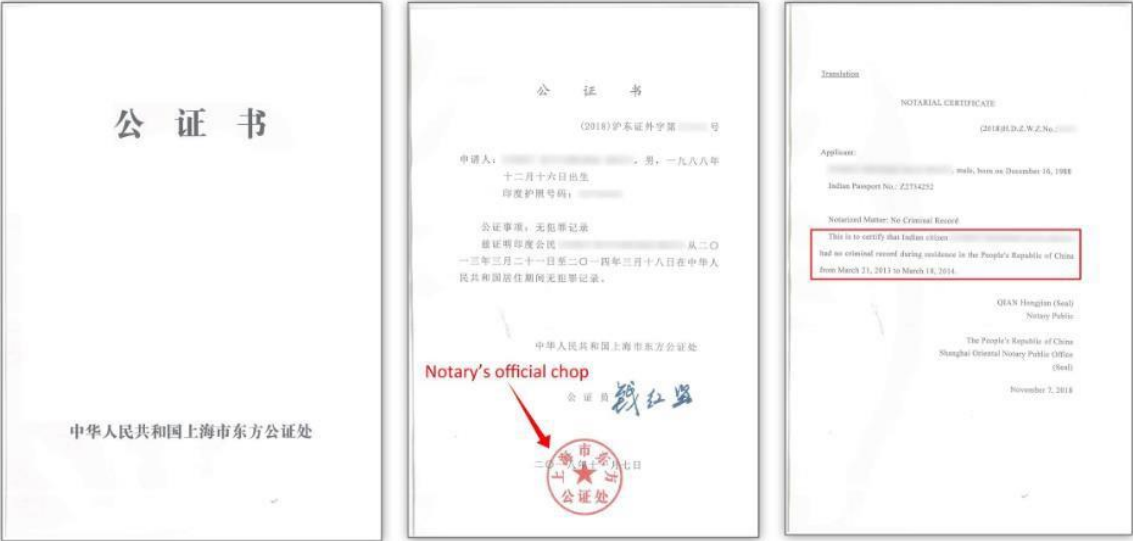 公 证 书
中华人民共和国上海市东方公证处
公 证 书
(2018)沪东证外字第 号
申请人: , 男, 一九八八年
十二月十六日出生
印度护照号码:
公证事项: 无犯罪记录
兹证明印度公民 从二〇
一三年三月二十一日至二〇一四年三月十八日在中华人
民共和国居住期间无犯罪记录。
中华人民共和国上海市东方公证处
Notary's official chop
公 证 员
二〇一八年十一月七日
上海市东方
公证处
Translation
NOTARIAL CERTIFICATE
(2018)H.D.Z.W.Z.No.
Applicant:
, male, born on December 16, 1988
Indian Passport No.:
Notarized Matter: No Criminal Record
This is to certify that Indian citizen
had no criminal record during residence in the People's Republic of China
from March 21, 2013 to March 18, 2014.
QIAN Hongjian (Seal)
Notary Public
The People's Republic of China
Shanghai Oriental Notary Public Office
(Seal)
November 7, 2018